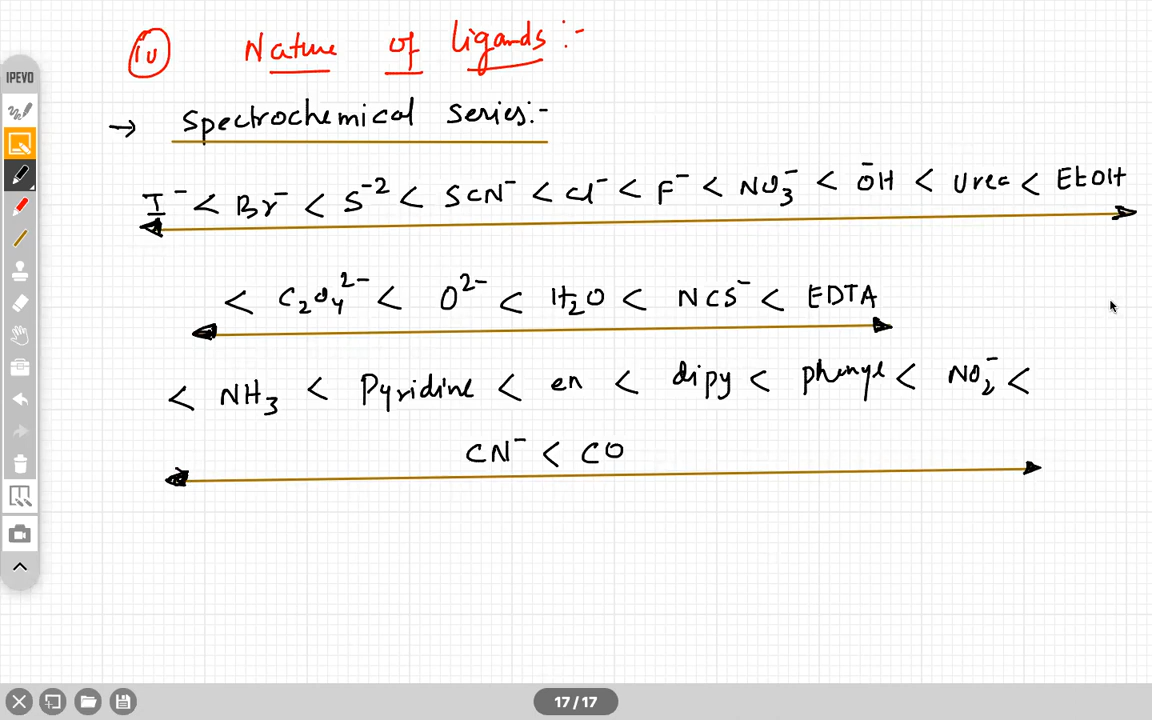 IPEVO
(iv) Nature of ligands :-
→ Spectrochemical series:-
I⁻ < Br⁻ < S⁻² < SCN⁻ < Cl⁻ < F⁻ < NO₃⁻ < ŌH < Urea < EtOH
< C₂O₄²⁻ < O²⁻ < H₂O < NCS⁻ < EDTA
< NH₃ < Pyridine < en < dipy < phenye < NO₂⁻ <
CN⁻ < CO
17/17